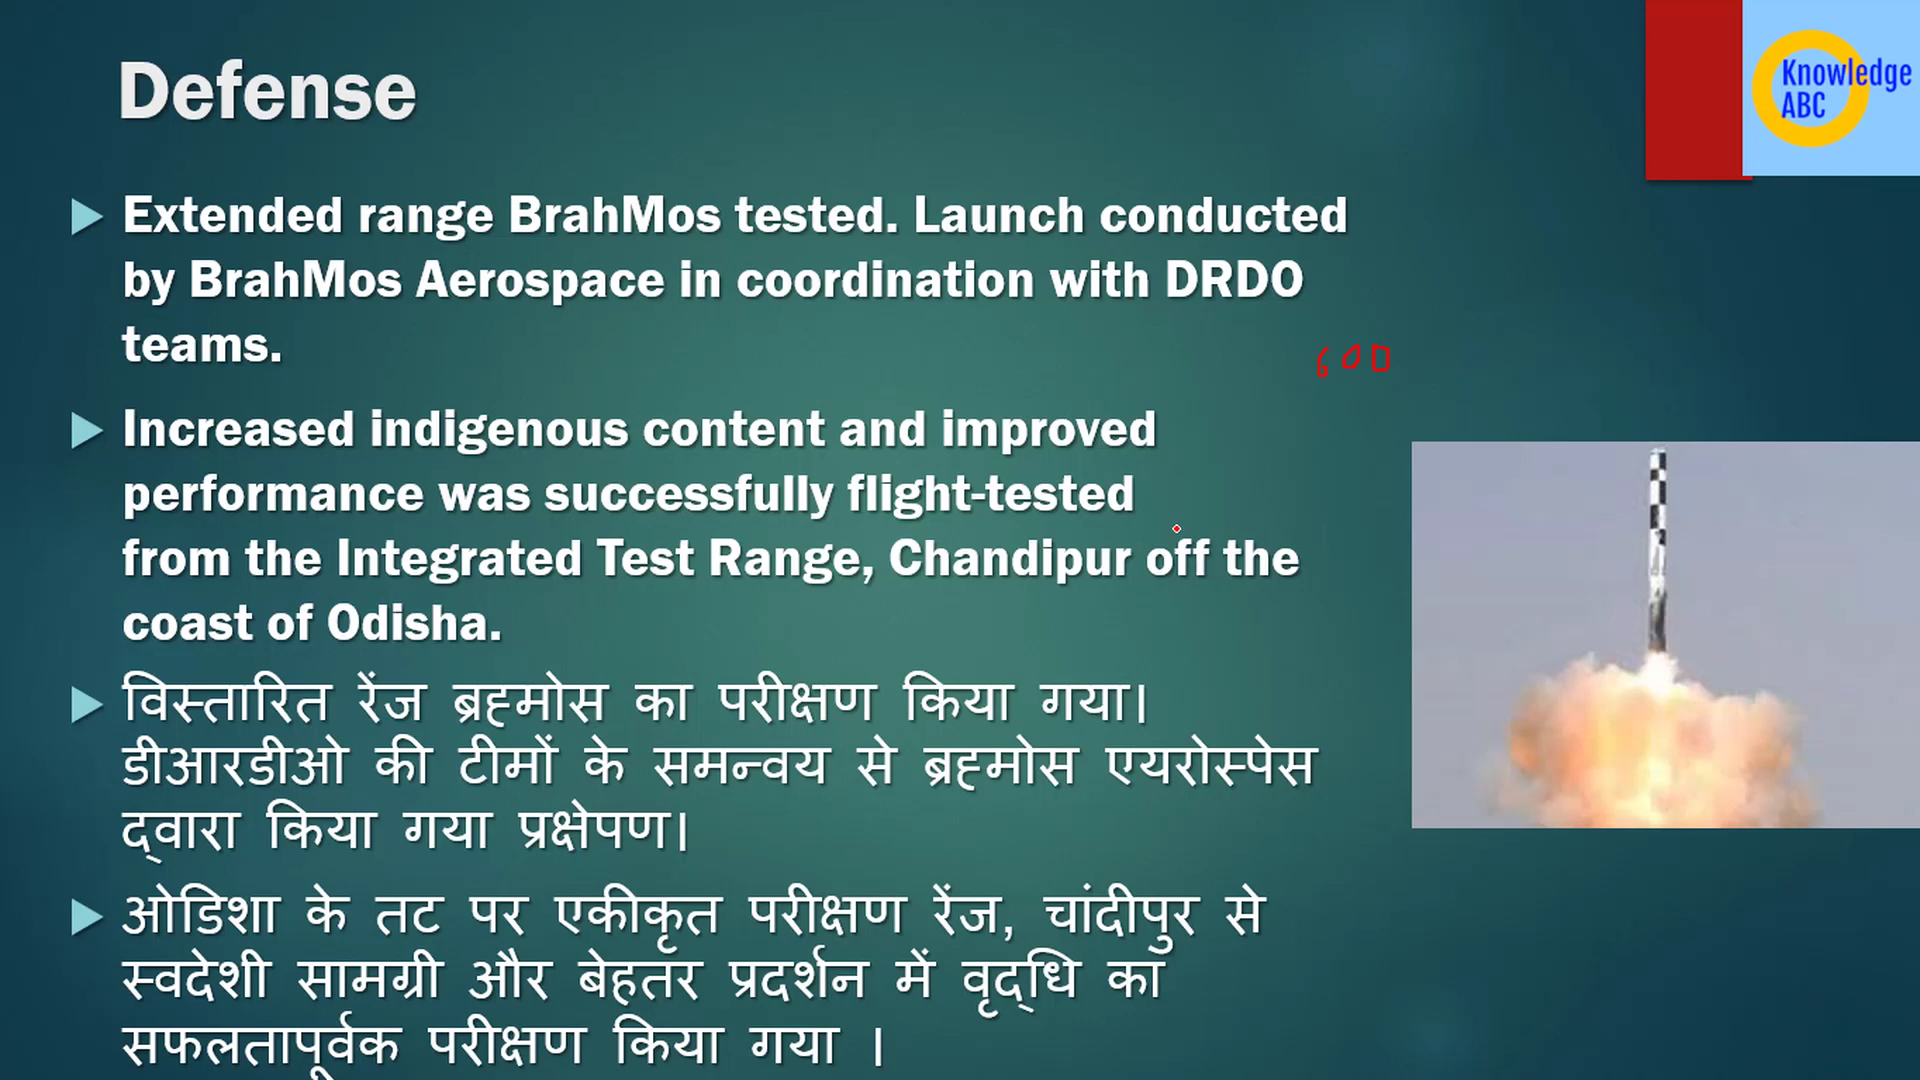 Defense
Knowledge
ABC
Extended range BrahMos tested. Launch conducted
by BrahMos Aerospace in coordination with DRDO
teams.
600
Increased indigenous content and improved
performance was successfully flight-tested
from the Integrated Test Range, Chandipur off the
coast of Odisha.
विस्तारित रेंज ब्रह्मोस का परीक्षण किया गया।
डीआरडीओ की टीमों के समन्वय से ब्रह्मोस एयरोस्पेस
द्वारा किया गया प्रक्षेपण।
ओडिशा के तट पर एकीकृत परीक्षण रेंज, चांदीपुर से
स्वदेशी सामग्री और बेहतर प्रदर्शन में वृद्धि का
सफलतापूर्वक परीक्षण किया गया ।